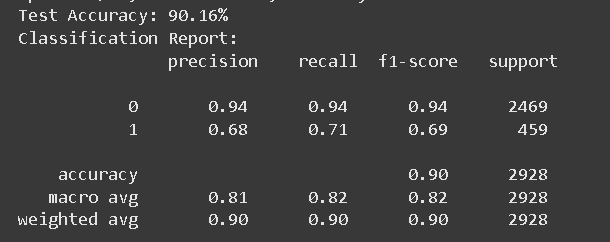 Test Accuracy: 90.16%
Classification Report:
precision recall f1-score support
0 0.94 0.94 0.94 2469
1 0.68 0.71 0.69 459
accuracy 0.90 2928
macro avg 0.81 0.82 0.82 2928
weighted avg 0.90 0.90 0.90 2928